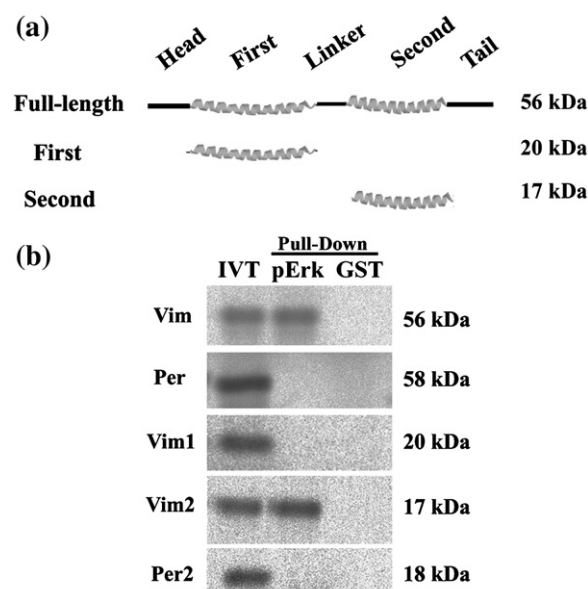 (a)
Head First Linker Second Tail
Full-length 56 kDa
First 20 kDa
Second 17 kDa
(b)
Pull-Down
IVT pErk GST
Vim 56 kDa
Per 58 kDa
Vim1 20 kDa
Vim2 17 kDa
Per2 18 kDa